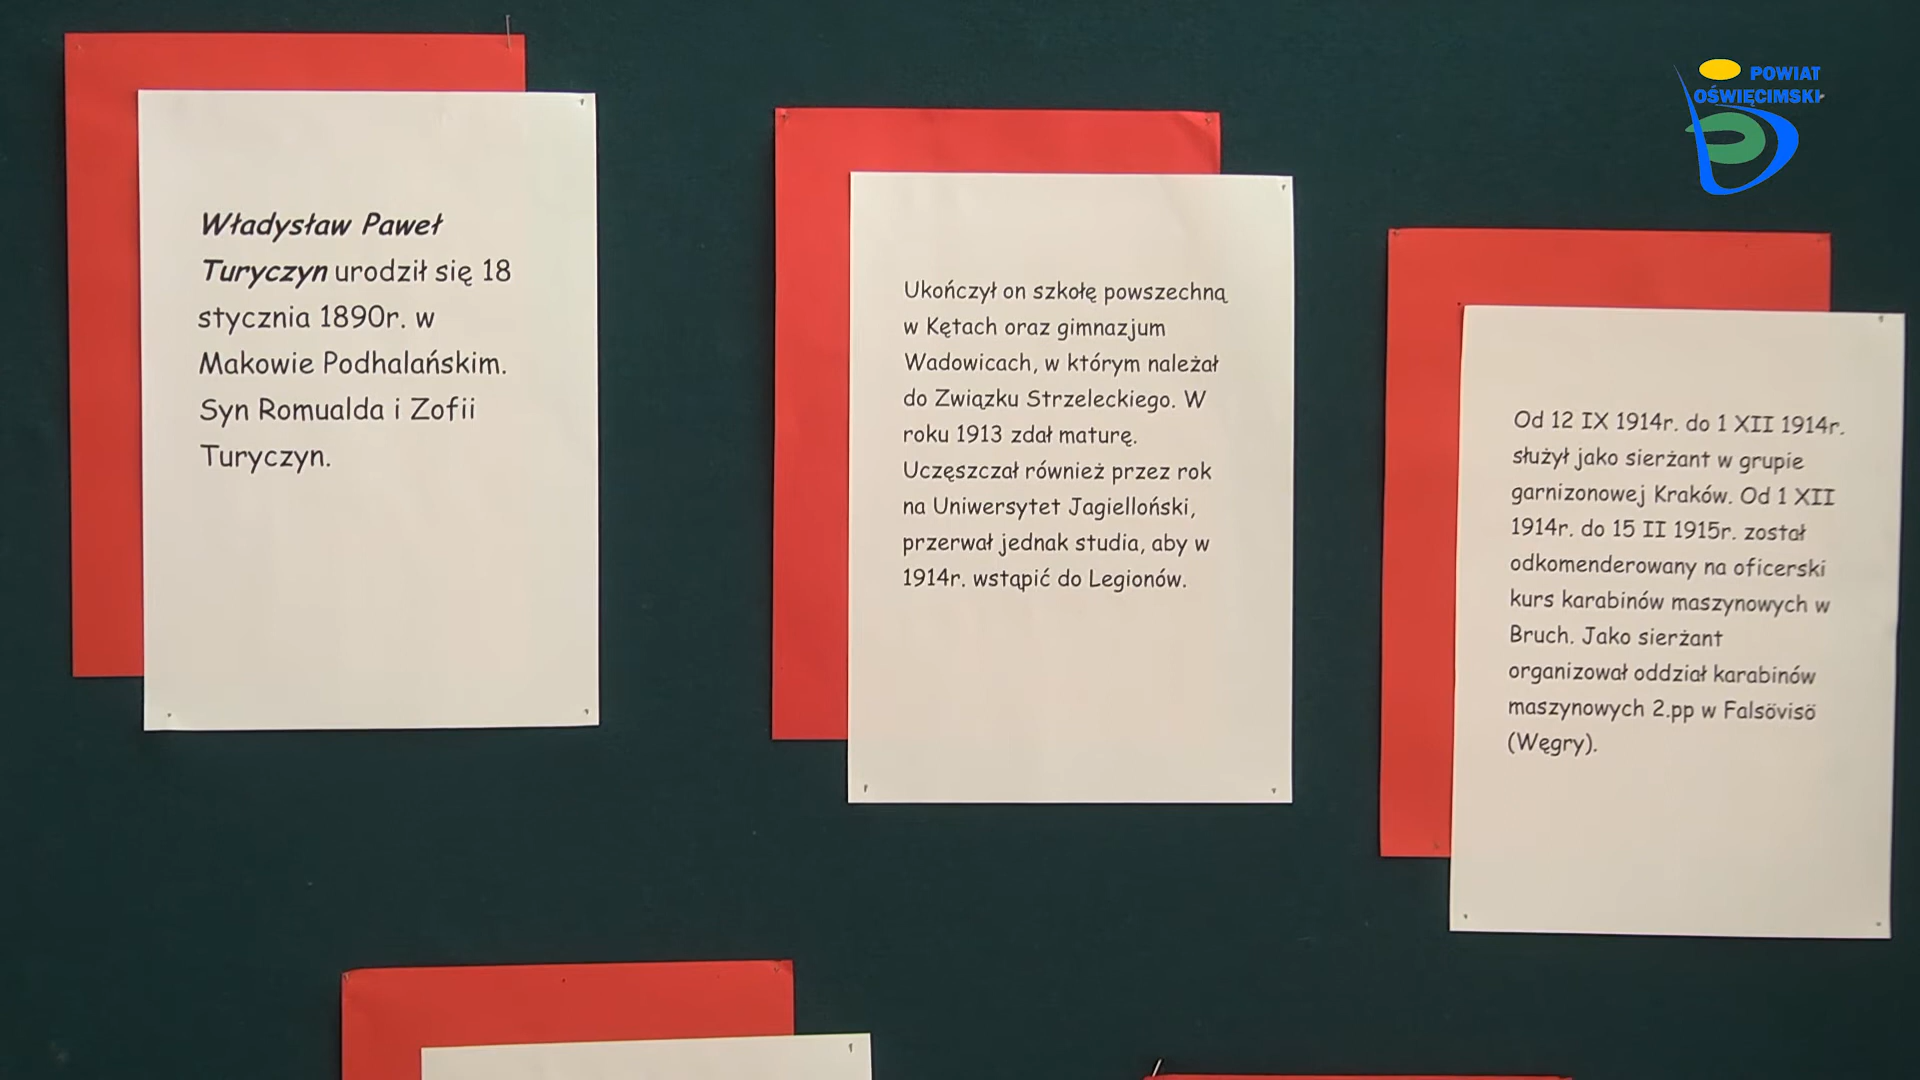 Władysław Paweł
Turyczyn urodził się 18
stycznia 1890r. w
Makowie Podhalańskim.
Syn Romualda i Zofii
Turyczyn.
Ukończył on szkołę powszechną
w Kętach oraz gimnazjum
Wadowicach, w którym należał
do Związku Strzeleckiego. W
roku 1913 zdał maturę.
Uczęszczał również przez rok
na Uniwersytet Jagielloński,
przerwał jednak studia, aby w
1914r. wstąpić do Legionów.
POWIAT
OŚWIĘCIMSKI
Od 12 IX 1914r. do 1 XII 1914r.
służył jako sierżant w grupie
garnizonowej Kraków. Od 1 XII
1914r. do 15 II 1915r. został
odkomenderowany na oficerski
kurs karabinów maszynowych w
Bruch. Jako sierżant
organizował oddział karabinów
maszynowych 2.pp w Falsövisö
(Węgry).